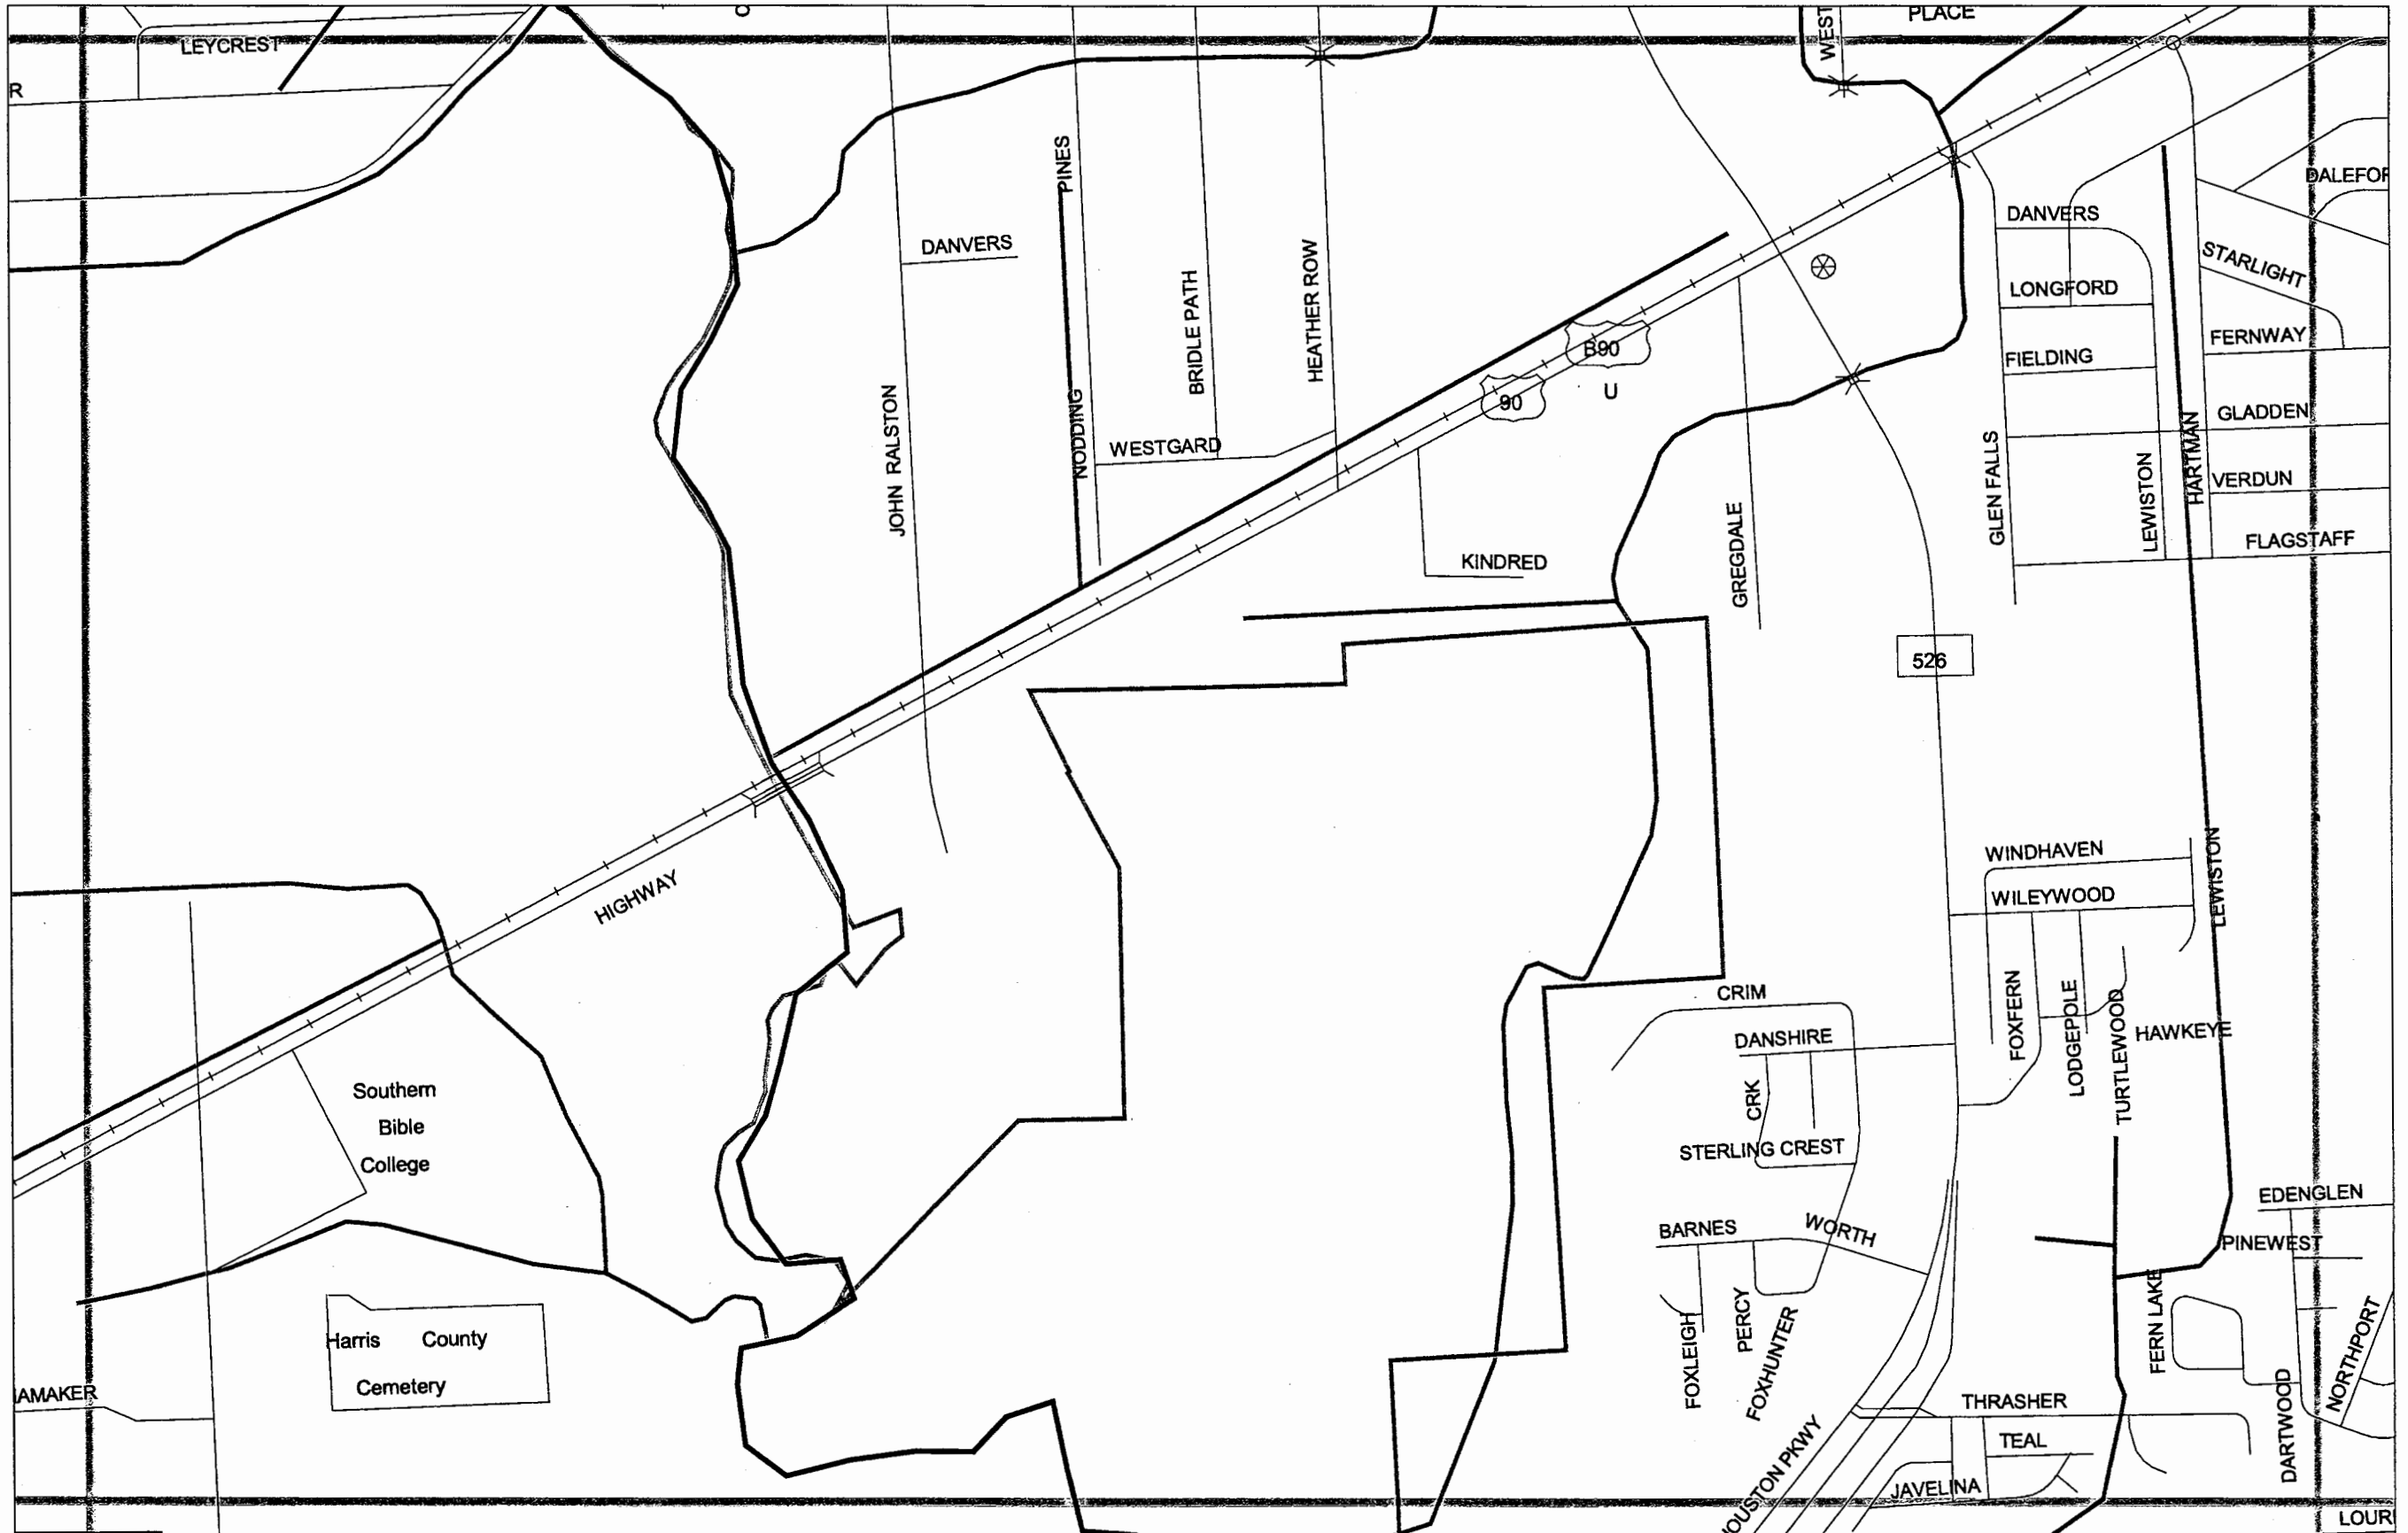 LEYCREST
R
WEST
PLACE
PINES
DANVERS
BRIDLE PATH
HEATHER ROW
JOHN RALSTON
NODDING
WESTGARD
KINDRED
B90
90
U
GREGDALE
DANVERS
LONGFORD
FIELDING
GLEN FALLS
LEWISTON
HARTMAN
STARLIGHT
FERNWAY
GLADDEN
VERDUN
FLAGSTAFF
526
HIGHWAY
WINDHAVEN
WILEYWOOD
LEWISTON
FOXFERN
LODGEPOLE
TURTLEWOOD
HAWKEYE
CRIM
DANSHIRE
CRK
STERLING CREST
BARNES
WORTH
FOXLEIGH
PERCY
FOXHUNTER
Southern
Bible
College
Harris County
Cemetery
AMAKER
EDENGLEN
PINEWEST
FERN LAKE
DARTWOOD
NORTHPORT
THRASHER
TEAL
JAVELINA
OUSTON PKWY
LOUR